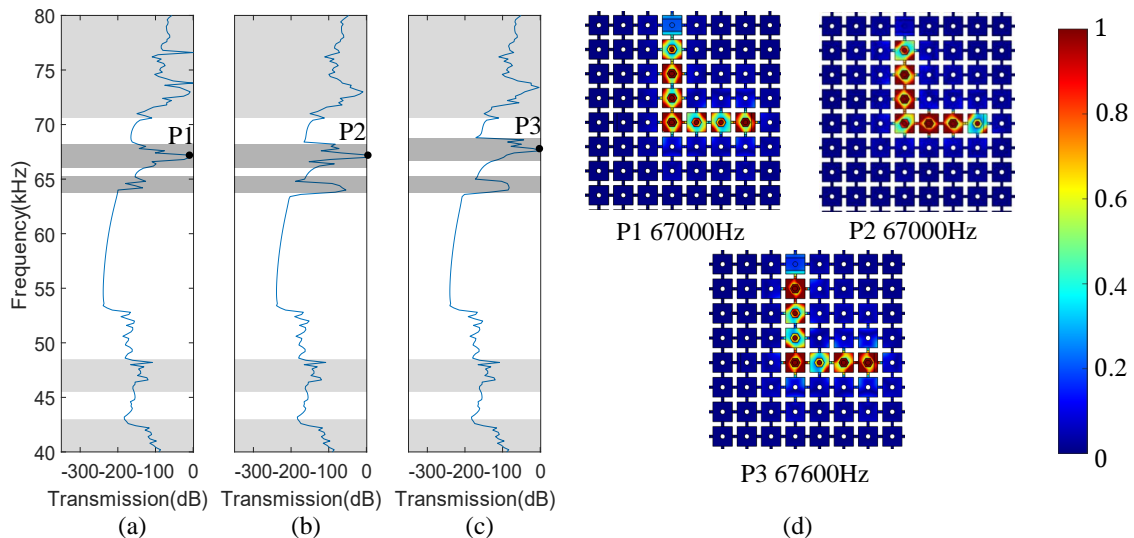 80
75
70
65
60
55
50
45
40
Frequency(kHz)
P1
P2
P3
-300-200-100 0
-300-200-100 0
-300-200-100 0
Transmission(dB)
Transmission(dB)
Transmission(dB)
(a)
(b)
(c)
P1 67000Hz
P2 67000Hz
P3 67600Hz
(d)
1
0.8
0.6
0.4
0.2
0